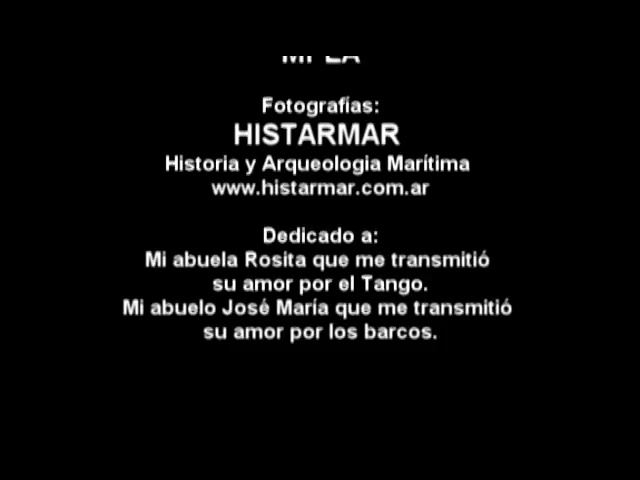 Fotografías:
HISTARMAR
Historia y Arqueologia Marítima
www.histarmar.com.ar
Dedicado a:
Mi abuela Rosita que me transmitió
su amor por el Tango.
Mi abuelo José María que me transmitió
su amor por los barcos.